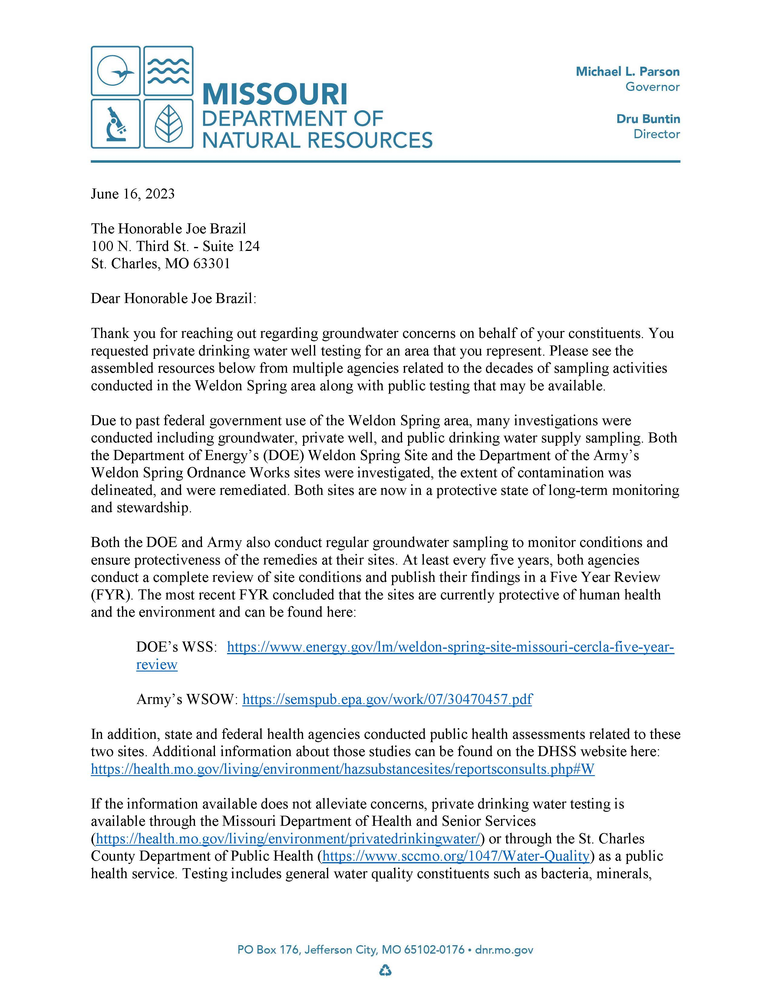 MISSOURI
DEPARTMENT OF
NATURAL RESOURCES
Michael L. Parson
Governor
Dru Buntin
Director
June 16, 2023
The Honorable Joe Brazil
100 N. Third St. - Suite 124
St. Charles, MO 63301
Dear Honorable Joe Brazil:
Thank you for reaching out regarding groundwater concerns on behalf of your constituents. You
requested private drinking water well testing for an area that you represent. Please see the
assembled resources below from multiple agencies related to the decades of sampling activities
conducted in the Weldon Spring area along with public testing that may be available.
Due to past federal government use of the Weldon Spring area, many investigations were
conducted including groundwater, private well, and public drinking water supply sampling. Both
the Department of Energy’s (DOE) Weldon Spring Site and the Department of the Army’s
Weldon Spring Ordnance Works sites were investigated, the extent of contamination was
delineated, and were remediated. Both sites are now in a protective state of long-term monitoring
and stewardship.
Both the DOE and Army also conduct regular groundwater sampling to monitor conditions and
ensure protectiveness of the remedies at their sites. At least every five years, both agencies
conduct a complete review of site conditions and publish their findings in a Five Year Review
(FYR). The most recent FYR concluded that the sites are currently protective of human health
and the environment and can be found here:
DOE’s WSS: https://www.energy.gov/lm/weldon-spring-site-missouri-cercla-five-year-
review
Army’s WSOW: https://semspub.epa.gov/work/07/30470457.pdf
In addition, state and federal health agencies conducted public health assessments related to these
two sites. Additional information about those studies can be found on the DHSS website here:
https://health.mo.gov/living/environment/hazsubstancesites/reportsconsults.php#W
If the information available does not alleviate concerns, private drinking water testing is
available through the Missouri Department of Health and Senior Services
(https://health.mo.gov/living/environment/privatedrinkingwater/) or through the St. Charles
County Department of Public Health (https://www.sccmo.org/1047/Water-Quality) as a public
health service. Testing includes general water quality constituents such as bacteria, minerals,
PO Box 176, Jefferson City, MO 65102-0176 • dnr.mo.gov